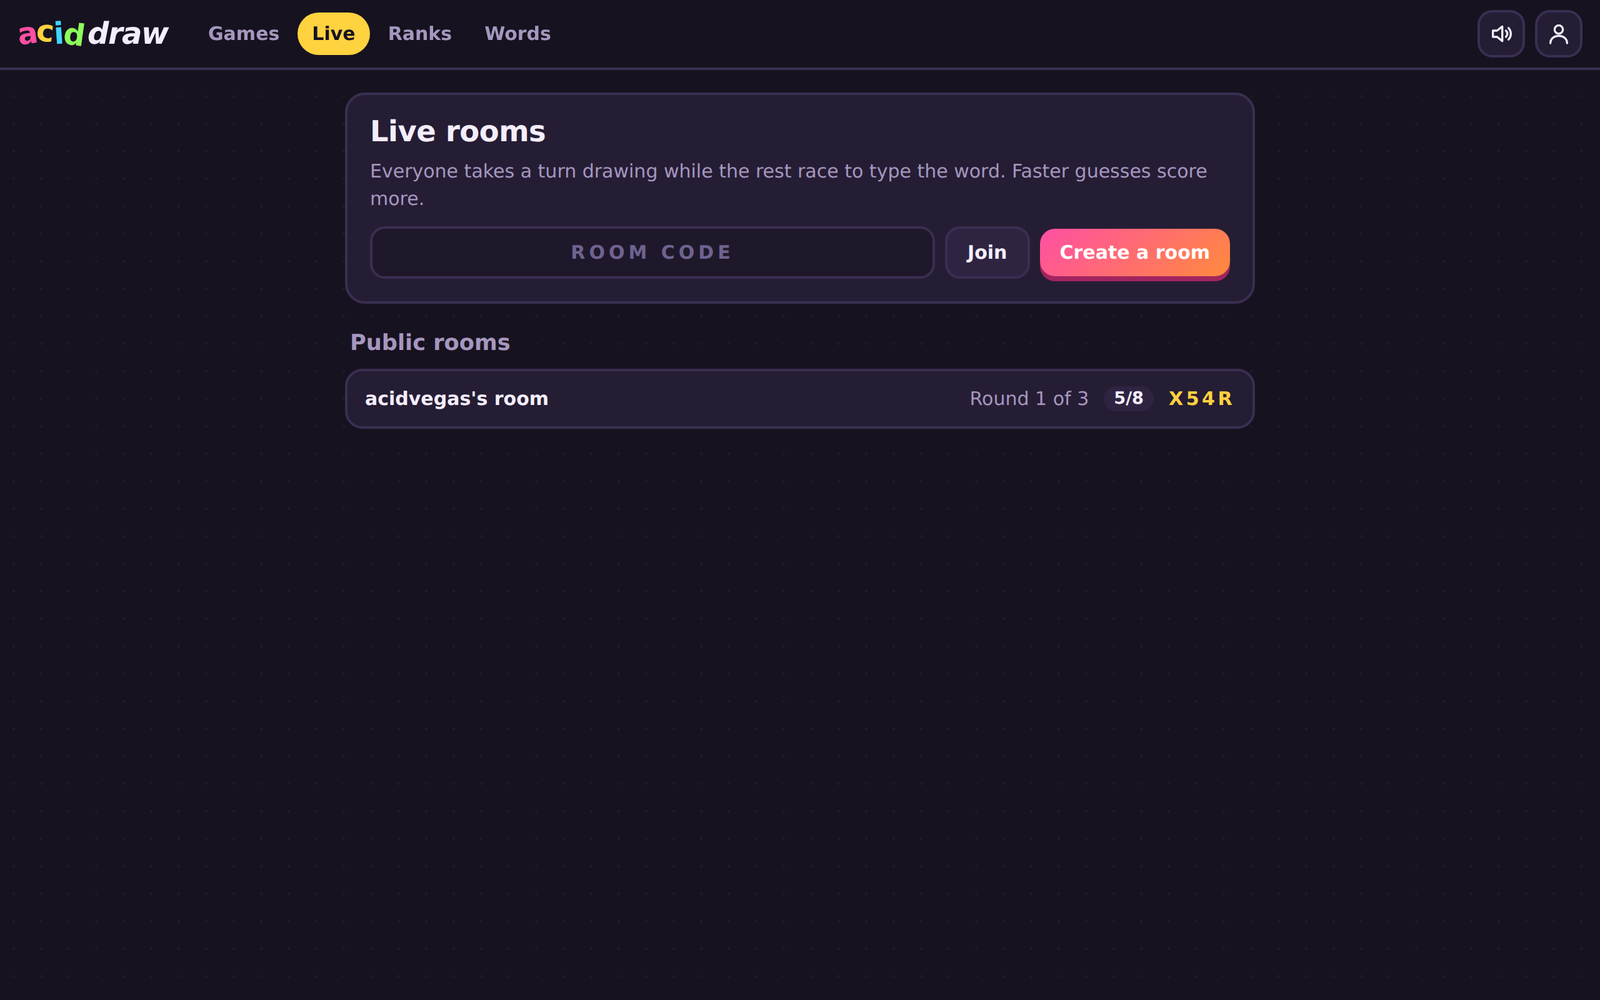 aciddraw Games Live Ranks Words
Live rooms
Everyone takes a turn drawing while the rest race to type the word. Faster guesses score
more.
ROOM CODE Join Create a room
Public rooms
acidvegas's room Round 1 of 3 5/8 X54R